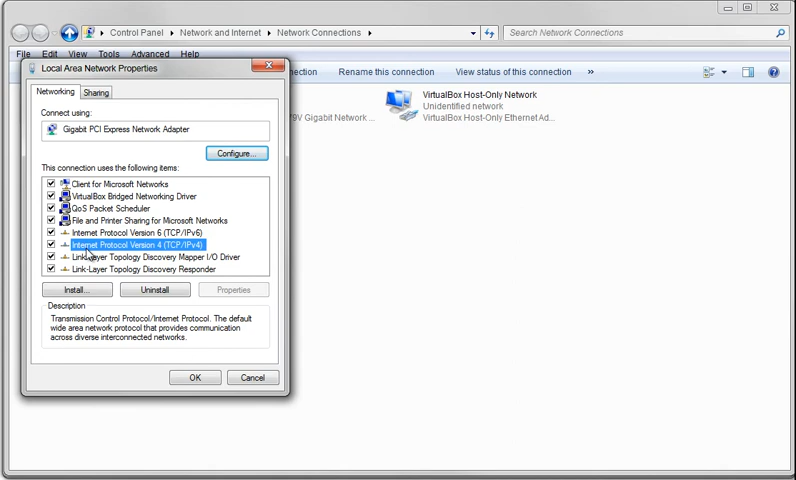 Control Panel ▸ Network and Internet ▸ Network Connections ▸
Search Network Connections
File Edit View Tools Advanced Help
Rename this connection View status of this connection »
VirtualBox Host-Only Network
Unidentified network
Gigabit Network ... VirtualBox Host-Only Ethernet Ad...
Local Area Network Properties
Networking Sharing
Connect using:
Gigabit PCI Express Network Adapter
Configure...
This connection uses the following items:
Client for Microsoft Networks
VirtualBox Bridged Networking Driver
QoS Packet Scheduler
File and Printer Sharing for Microsoft Networks
Internet Protocol Version 6 (TCP/IPv6)
Internet Protocol Version 4 (TCP/IPv4)
Link-Layer Topology Discovery Mapper I/O Driver
Link-Layer Topology Discovery Responder
Install... Uninstall Properties
Description
Transmission Control Protocol/Internet Protocol. The default
wide area network protocol that provides communication
across diverse interconnected networks.
OK Cancel